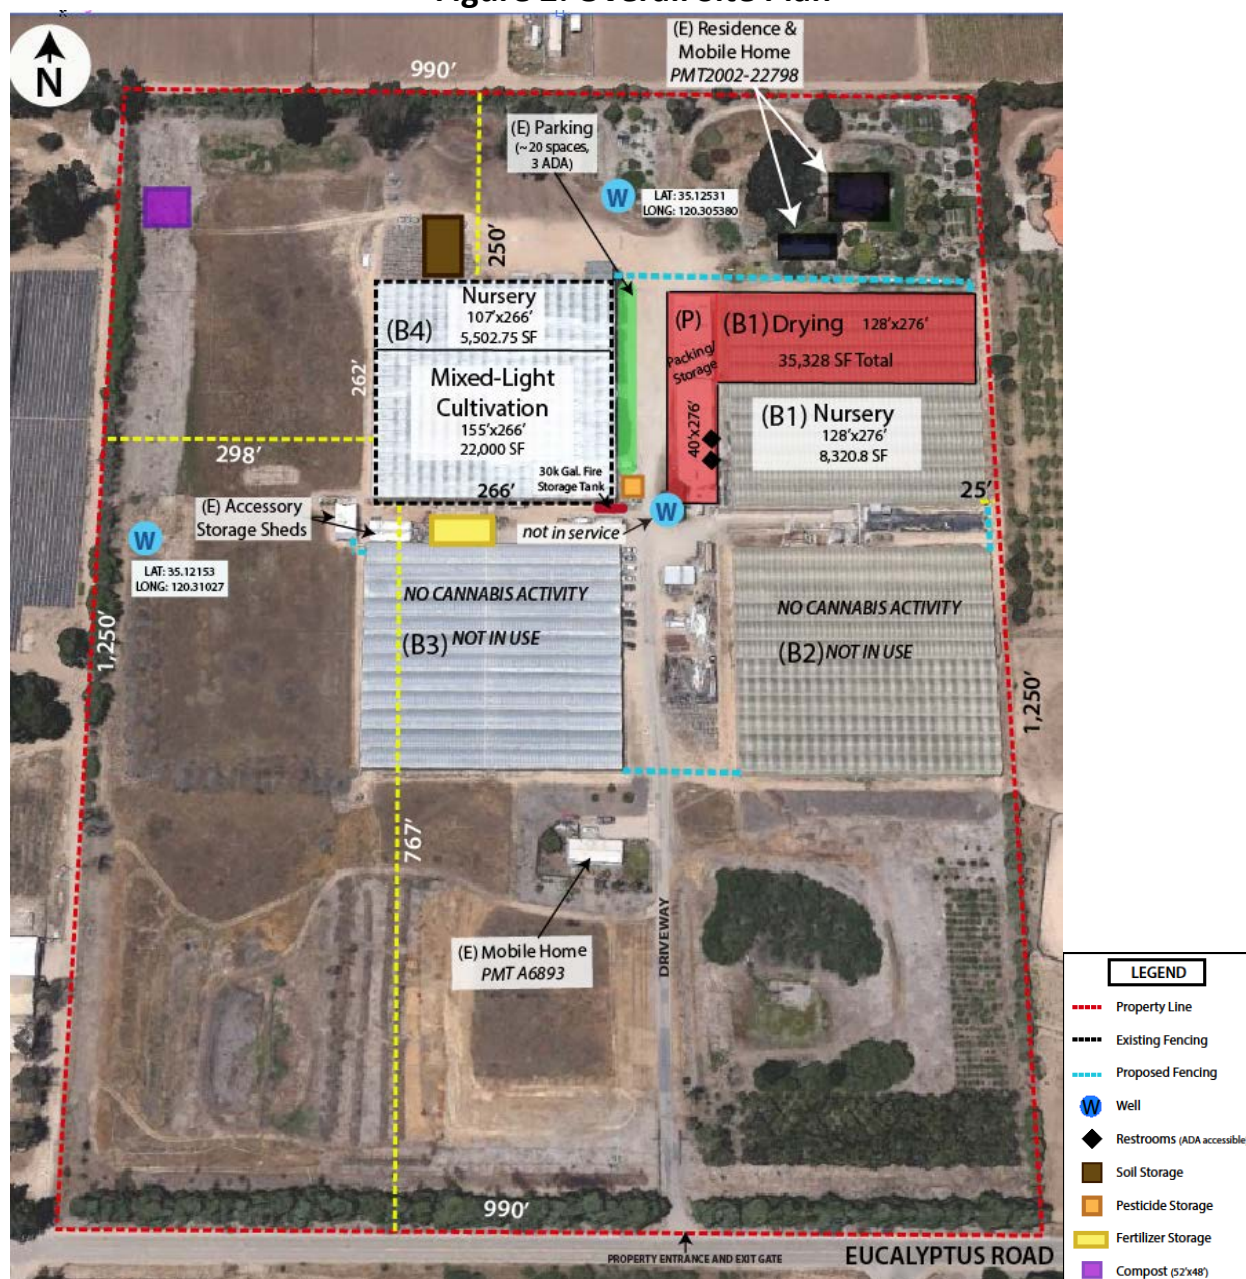 Figure 2: Overall Site Plan
N
990'
(E) Residence &
Mobile Home
PMT2002-22798
(E) Parking
(~20 spaces,
3 ADA)
W
LAT: 35.12531
LONG: 120.305380
250'
Nursery
107'x266'
5,502.75 SF
(B4)
Mixed-Light
Cultivation
155'x266'
22,000 SF
262'
298'
266'
30k Gal. Fire
Storage Tank
(P)
Packing/
Storage
40'x276'
(B1) Drying 128'x276'
35,328 SF Total
(B1) Nursery
128'x276'
8,320.8 SF
25'
(E) Accessory
Storage Sheds
not in service
W
W
LAT: 35.12153
LONG: 120.31027
NO CANNABIS ACTIVITY
(B3) NOT IN USE
NO CANNABIS ACTIVITY
(B2) NOT IN USE
1,250'
1,250'
767'
(E) Mobile Home
PMT A6893
DRIVEWAY
990'
PROPERTY ENTRANCE AND EXIT GATE
EUCALYPTUS ROAD
LEGEND
Property Line
Existing Fencing
Proposed Fencing
W Well
Restrooms (ADA accessible
Soil Storage
Pesticide Storage
Fertilizer Storage
Compost (52'x48')